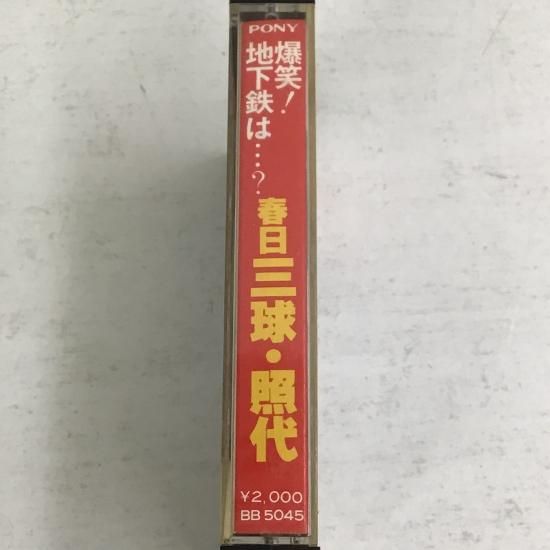 PONY
爆笑!
地下鉄は…?
春日三球・照代
¥2,000
BB 5045